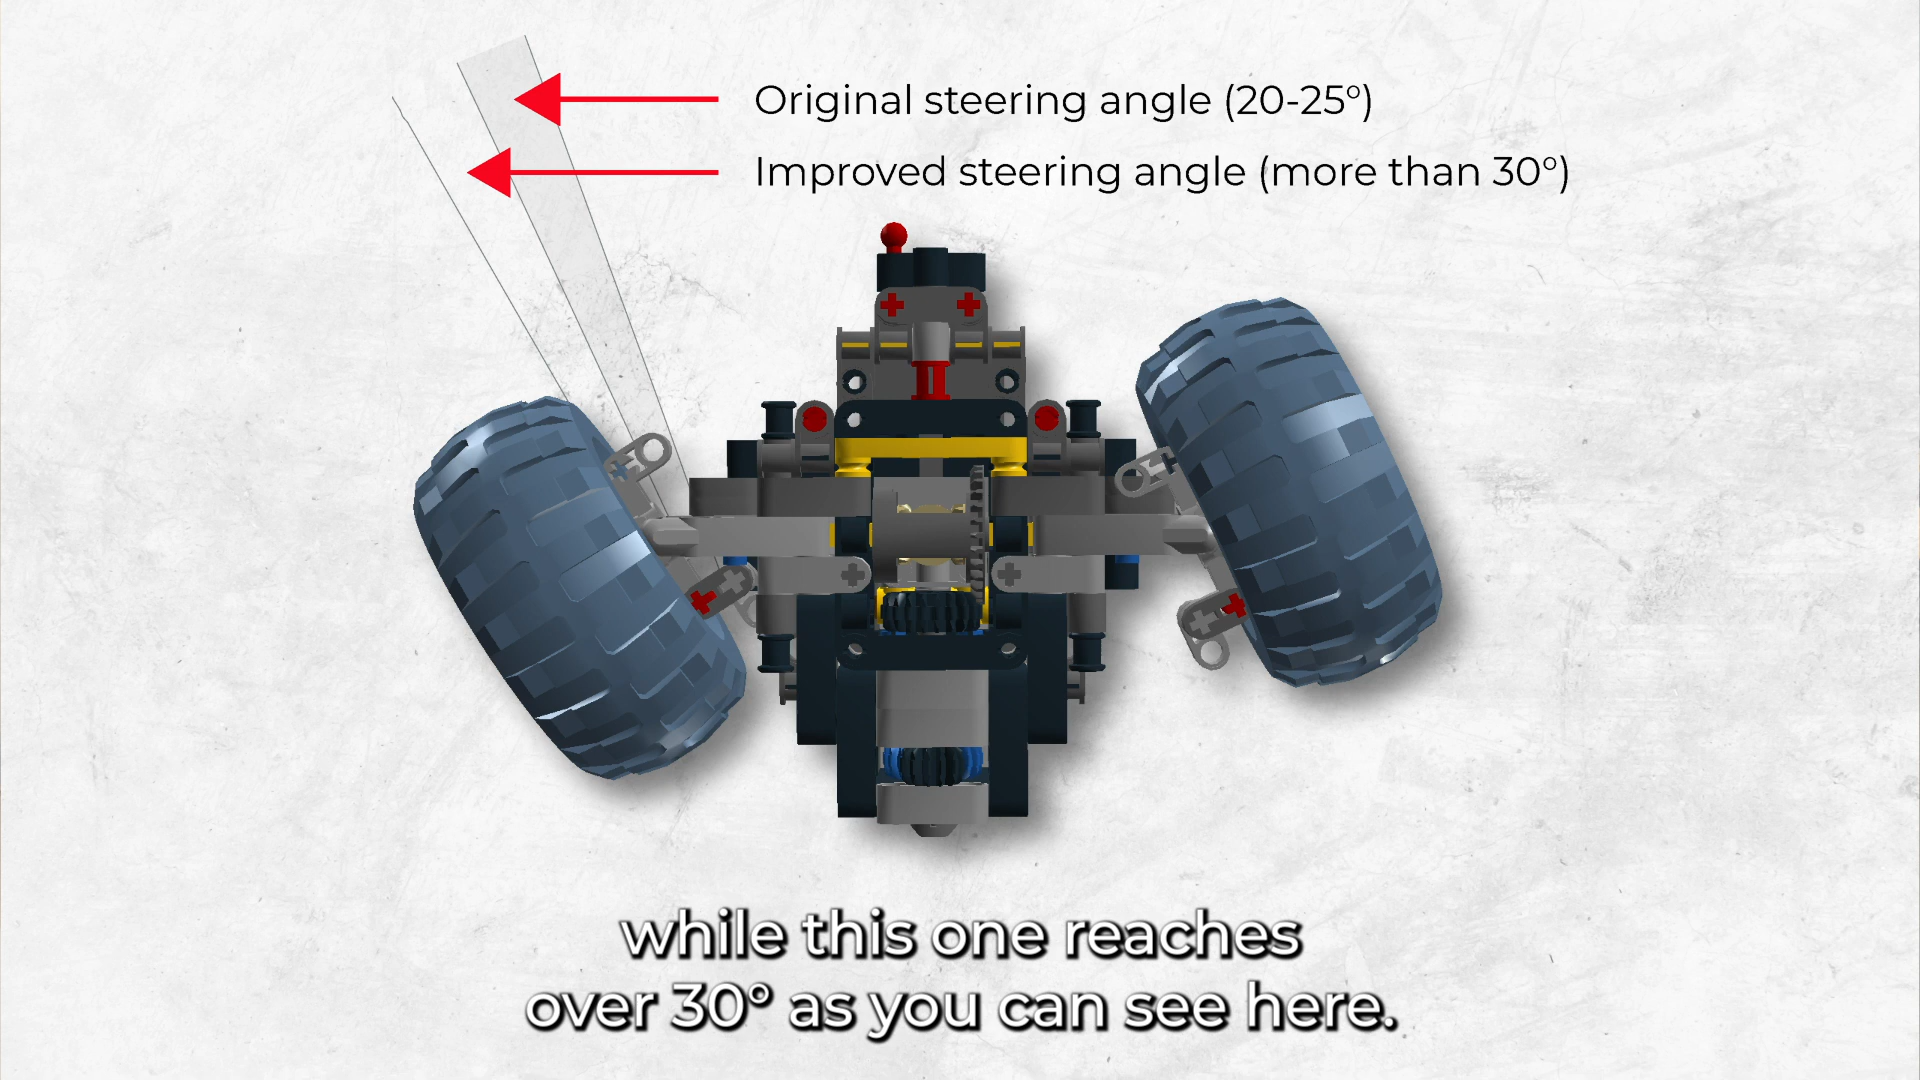 Original steering angle (20-25°)
Improved steering angle (more than 30°)
while this one reaches
over 30° as you can see here.